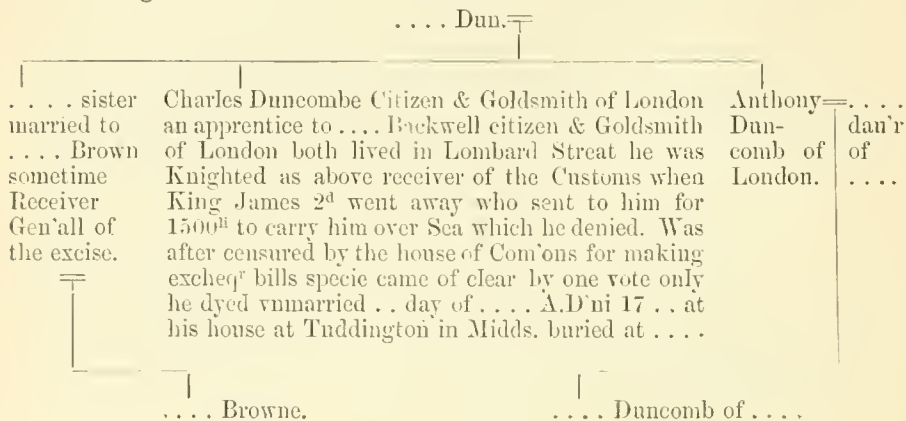 .... Dun.
.... sister
married to
.... Brown
sometime
Receiver
Gen'all of
the excise.
Charles Duncombe Citizen & Goldsmith of London
an apprentice to .... Backwell citizen & Goldsmith
of London both lived in Lombard Streat he was
Knighted as above receiver of the Customs when
King James 2d went away who sent to him for
1500li to carry him over Sea which he denied. Was
after censured by the house of Com'ons for making
excheqr bills specie came of clear by one vote only
he dyed vnmarried .. day of .... A.D'ni 17 .. at
his house at Tuddington in Midds. buried at ....
Anthony
Dun-
comb of
London.
....
dan'r
of
....
.... Browne.
.... Duncomb of ....